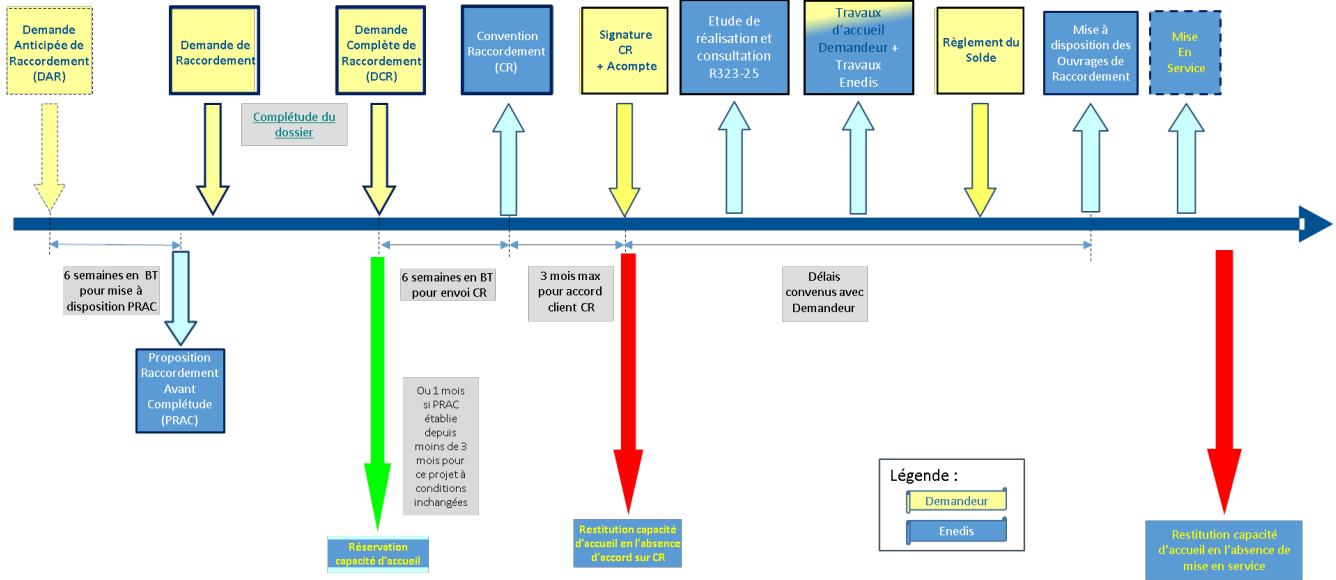 Demande
Anticipée de
Raccordement
(DAR)
Demande de
Raccordement
Demande
Complète de
Raccordement
(DCR)
Convention
Raccordement
(CR)
Signature
CR
+ Acompte
Etude de
réalisation et
consultation
R323-25
Travaux
d'accueil
Demandeur +
Travaux
Enedis
Règlement du
Solde
Mise à
disposition des
Ouvrages de
Raccordement
Mise
En
Service
Complétude du
dossier
6 semaines en BT
pour mise à
disposition PRAC
6 semaines en BT
pour envoi CR
3 mois max
pour accord
client CR
Délais
convenus avec
Demandeur
Proposition
Raccordement
Avant
Complétude
(PRAC)
Ou 1 mois
si PRAC
établie
depuis
moins de 3
mois pour
ce projet à
conditions
inchangées
Légende :
Demandeur
Enedis
Réservation
capacité d'accueil
Restitution capacité
d'accueil en l'absence
d'accord sur CR
Restitution capacité
d'accueil en l'absence de
mise en service